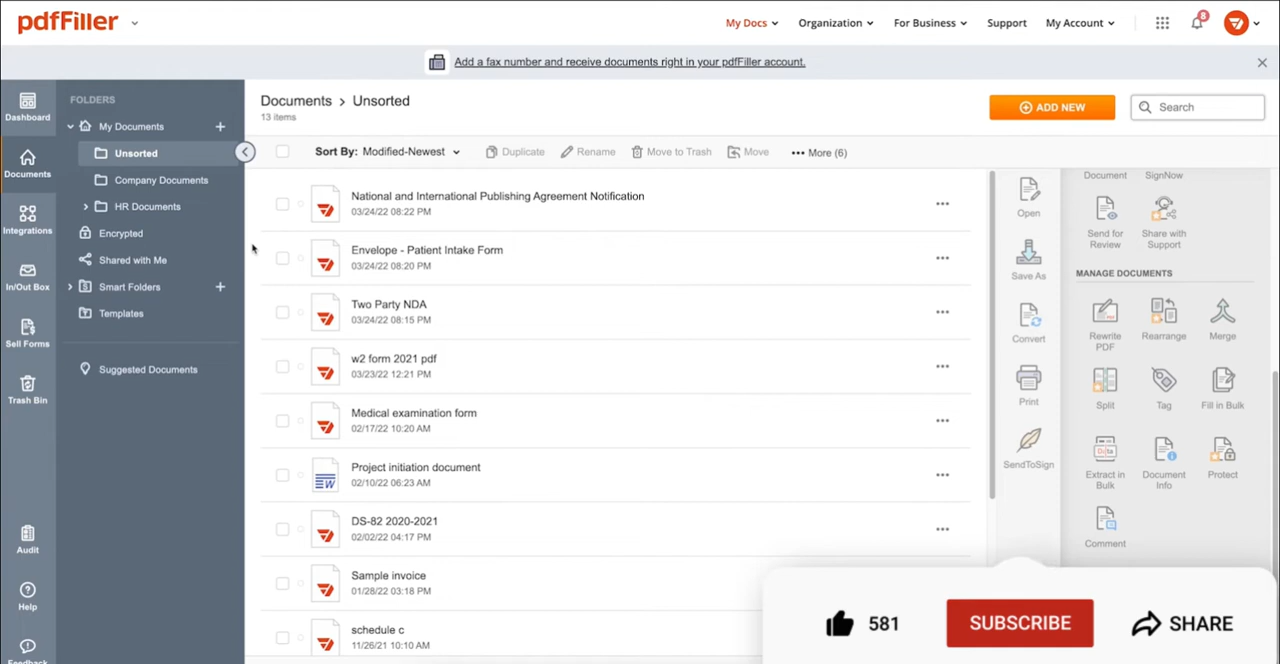 pdfFiller
My Docs
Organization
For Business
Support
My Account
8
Add a fax number and receive documents right in your pdfFiller account.
Dashboard
Documents
Integrations
In/Out Box
Sell Forms
Trash Bin
Audit
Help
Feedback
FOLDERS
My Documents
Unsorted
Company Documents
HR Documents
Encrypted
Shared with Me
Smart Folders
Templates
Suggested Documents
Documents > Unsorted
13 items
ADD NEW
Search
Sort By: Modified-Newest
Duplicate
Rename
Move to Trash
Move
More (6)
National and International Publishing Agreement Notification
03/24/22 08:22 PM
Envelope - Patient Intake Form
03/24/22 08:20 PM
Two Party NDA
03/24/22 08:15 PM
w2 form 2021 pdf
03/23/22 12:21 PM
Medical examination form
02/17/22 10:20 AM
Project initiation document
02/10/22 06:23 AM
DS-82 2020-2021
02/02/22 04:17 PM
Sample invoice
01/28/22 03:18 PM
schedule c
11/26/21 10:10 AM
Open
Save As
Convert
Print
SendToSign
Document
SignNow
Send for
Review
Share with
Support
MANAGE DOCUMENTS
Rewrite
PDF
Rearrange
Merge
Split
Tag
Fill in Bulk
Extract in
Bulk
Document
Info
Protect
Comment
581
SUBSCRIBE
SHARE